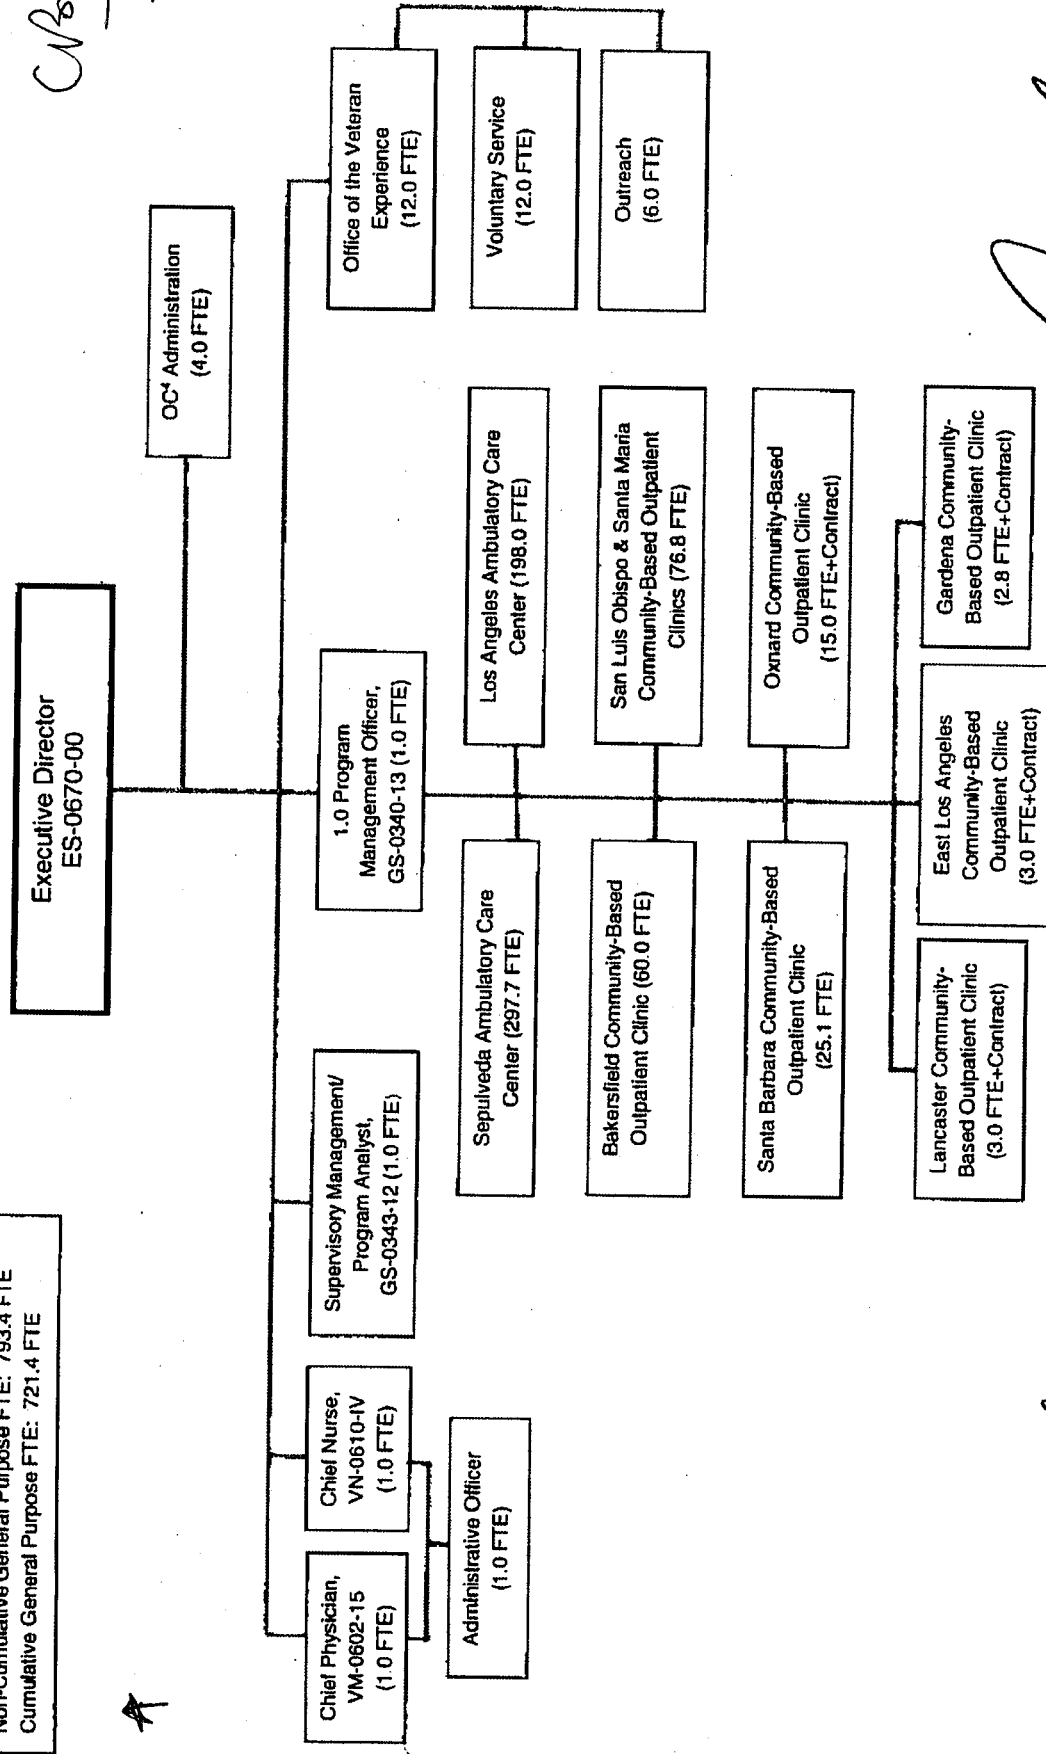 Non-Cumulative General Purpose FTE: 793.4 FTE
Cumulative General Purpose FTE: 721.4 FTE
Executive Director
ES-0670-00
OC⁴ Administration
(4.0 FTE)
Chief Physician,
VM-0602-15
(1.0 FTE)
Chief Nurse,
VN-0610-IV
(1.0 FTE)
Administrative Officer
(1.0 FTE)
Supervisory Management/
Program Analyst,
GS-0343-12 (1.0 FTE)
1.0 Program
Management Officer,
GS-0340-13 (1.0 FTE)
Office of the Veteran
Experience
(12.0 FTE)
Voluntary Service
(12.0 FTE)
Outreach
(6.0 FTE)
Sepulveda Ambulatory Care
Center (297.7 FTE)
Los Angeles Ambulatory Care
Center (198.0 FTE)
Bakersfield Community-Based
Outpatient Clinic (60.0 FTE)
San Luis Obispo & Santa Maria
Community-Based Outpatient
Clinics (76.8 FTE)
Santa Barbara Community-Based
Outpatient Clinic
(25.1 FTE)
Oxnard Community-Based
Outpatient Clinic
(15.0 FTE+Contract)
Lancaster Community-
Based Outpatient Clinic
(3.0 FTE+Contract)
East Los Angeles
Community-Based
Outpatient Clinic
(3.0 FTE+Contract)
Gardena Community-
Based Outpatient Clinic
(2.8 FTE+Contract)